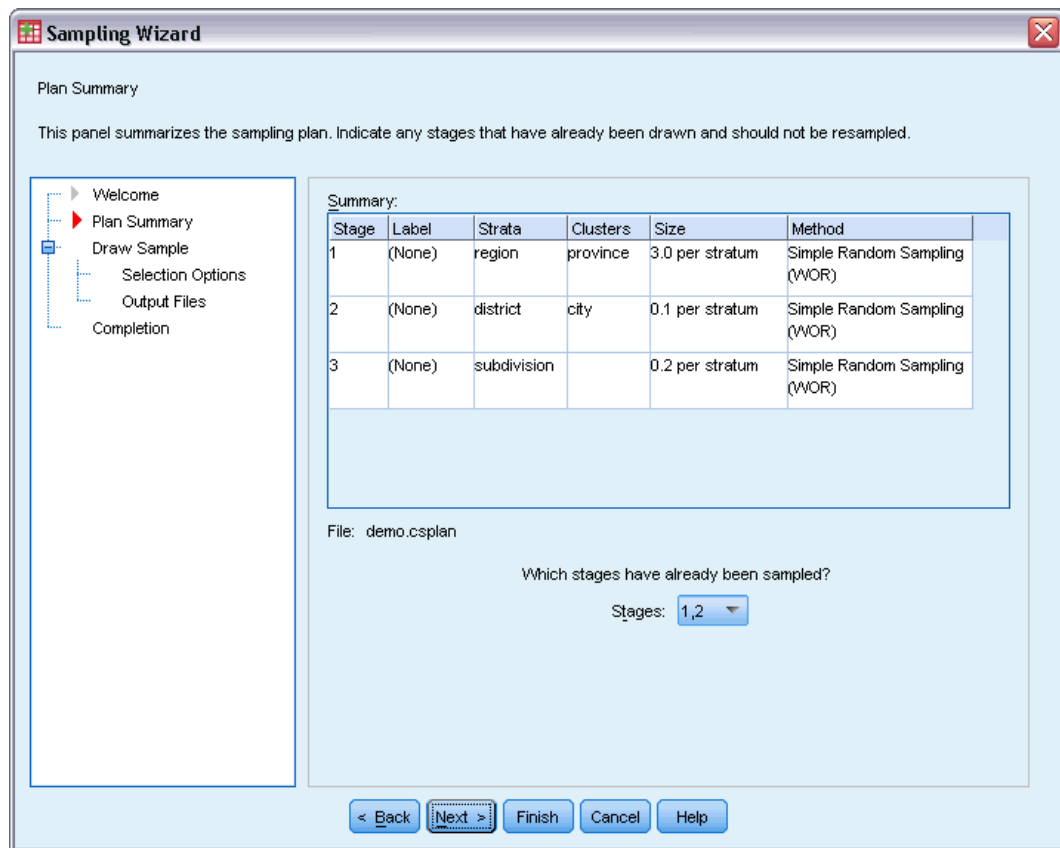 Sampling Wizard
Plan Summary
This panel summarizes the sampling plan. Indicate any stages that have already been drawn and should not be resampled.
Welcome
Plan Summary
Draw Sample
Selection Options
Output Files
Completion
Summary:
Stage Label Strata Clusters Size Method
1 (None) region province 3.0 per stratum Simple Random Sampling
(WOR)
2 (None) district city 0.1 per stratum Simple Random Sampling
(WOR)
3 (None) subdivision 0.2 per stratum Simple Random Sampling
(WOR)
File: demo.csplan
Which stages have already been sampled?
Stages: 1,2
< Back Next > Finish Cancel Help